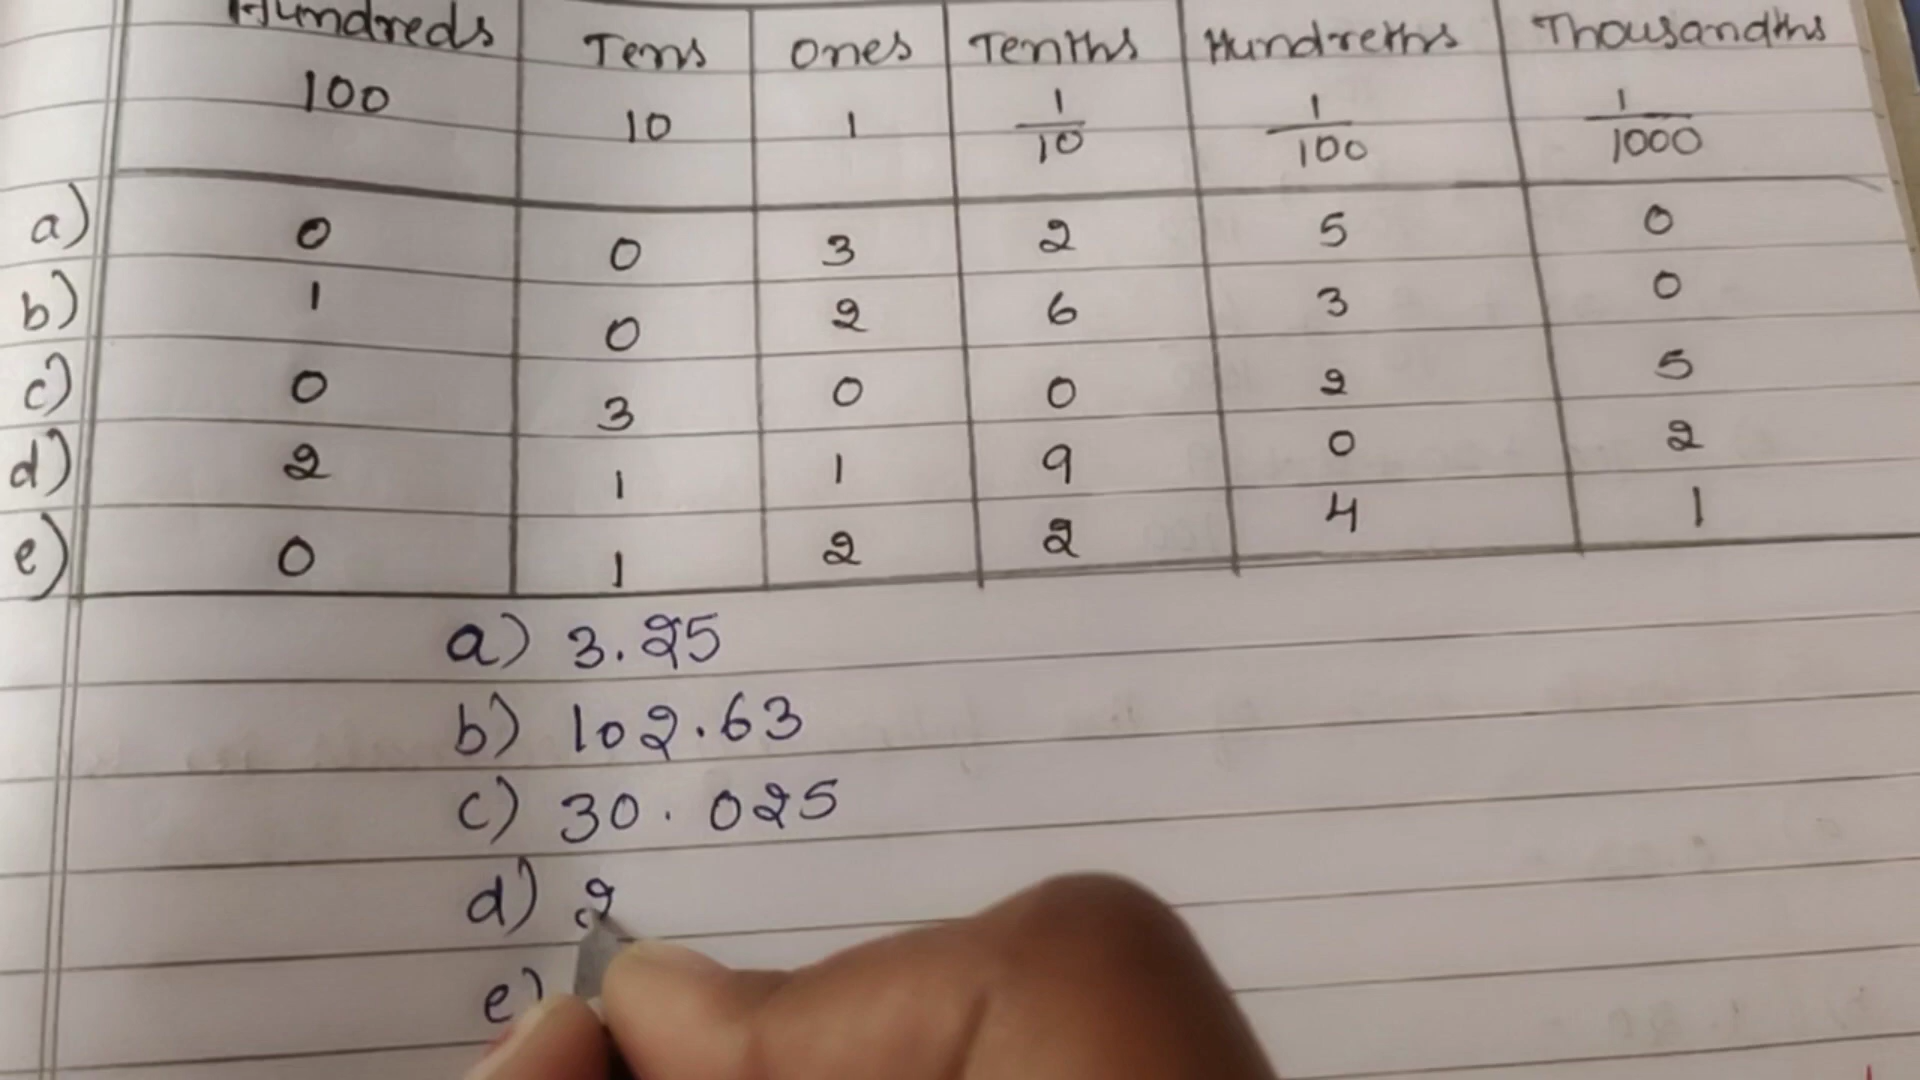 Hundreds Tens Ones Tenths Hundreths Thousandths
100 10 1 1/10 1/100 1/1000
a) 0 0 3 2 5 0
b) 1 0 2 6 3 0
c) 0 3 0 0 2 5
d) 2 1 1 9 0 2
e) 0 1 2 2 4 1
a) 3.25
b) 102.63
c) 30.025
d) 2
e)